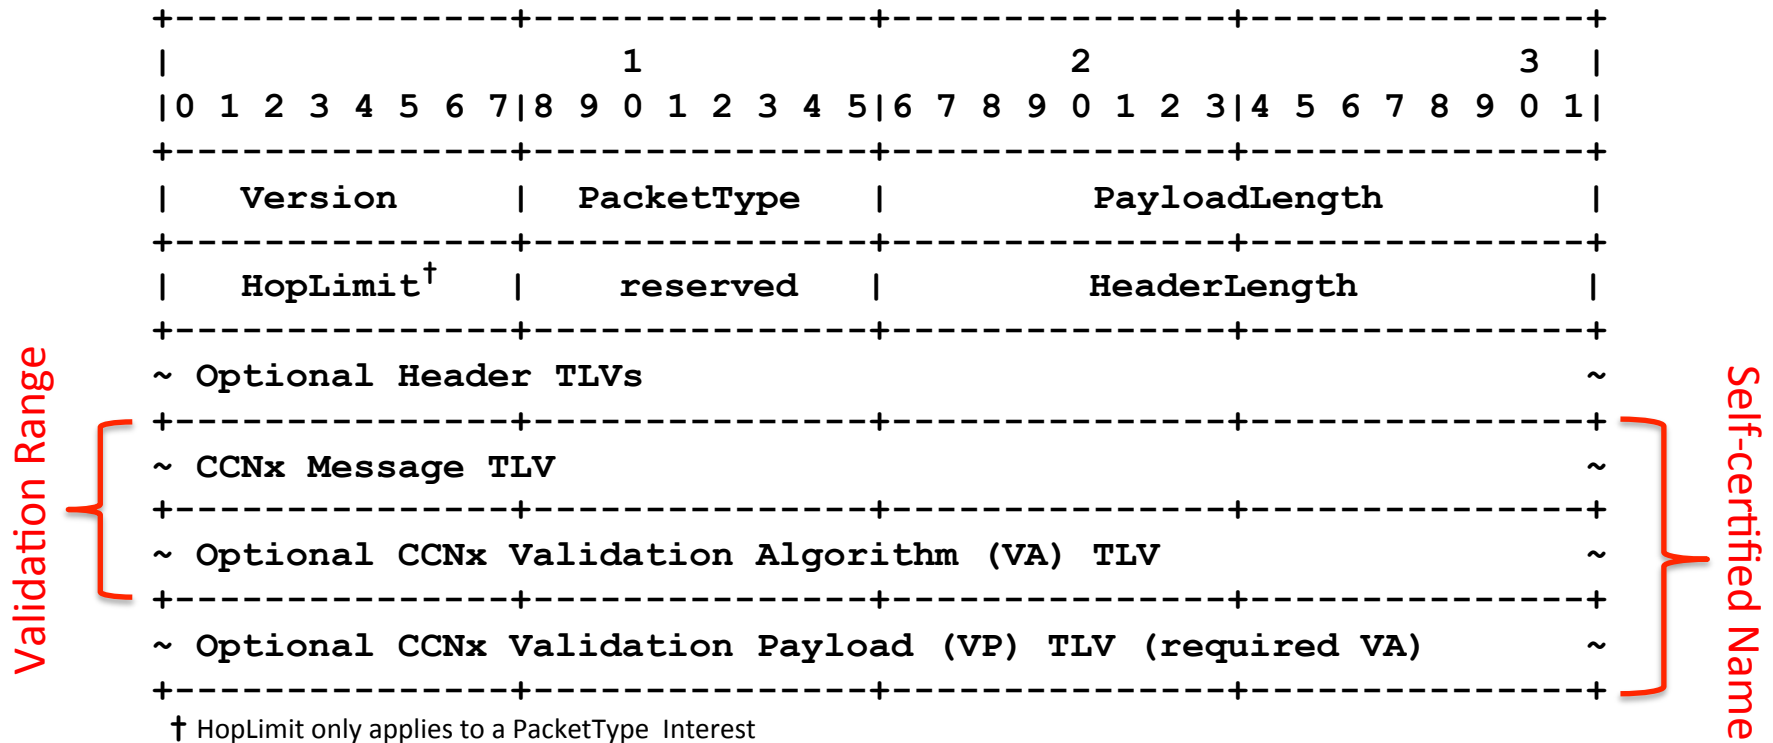 +---------------+---------------+---------------+---------------+
| 1 2 3 |
|0 1 2 3 4 5 6 7|8 9 0 1 2 3 4 5|6 7 8 9 0 1 2 3|4 5 6 7 8 9 0 1|
+---------------+---------------+---------------+---------------+
| Version | PacketType | PayloadLength |
+---------------+---------------+---------------+---------------+
| HopLimit† | reserved | HeaderLength |
+---------------+---------------+---------------+---------------+
~ Optional Header TLVs ~
+---------------+---------------+---------------+---------------+
~ CCNx Message TLV ~
+---------------+---------------+---------------+---------------+
~ Optional CCNx Validation Algorithm (VA) TLV ~
+---------------+---------------+---------------+---------------+
~ Optional CCNx Validation Payload (VP) TLV (required VA) ~
+---------------+---------------+---------------+---------------+
† HopLimit only applies to a PacketType Interest
Validation Range
Self-certified Name